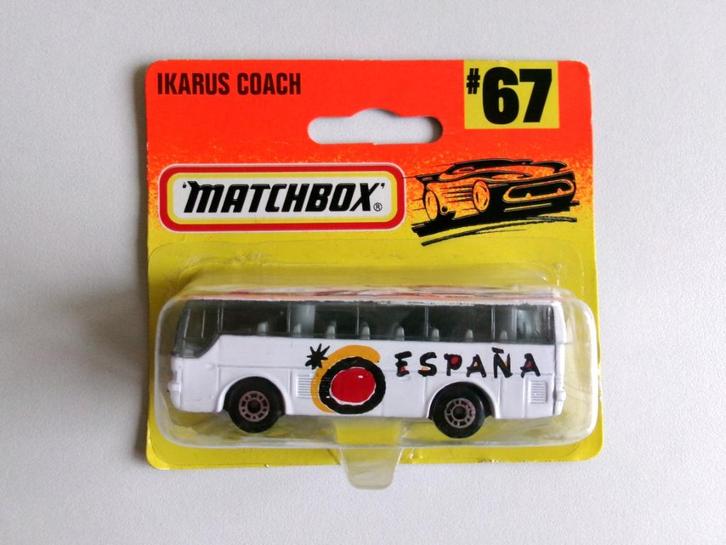 IKARUS COACH
#67
"MATCHBOX"®
ESPAÑA